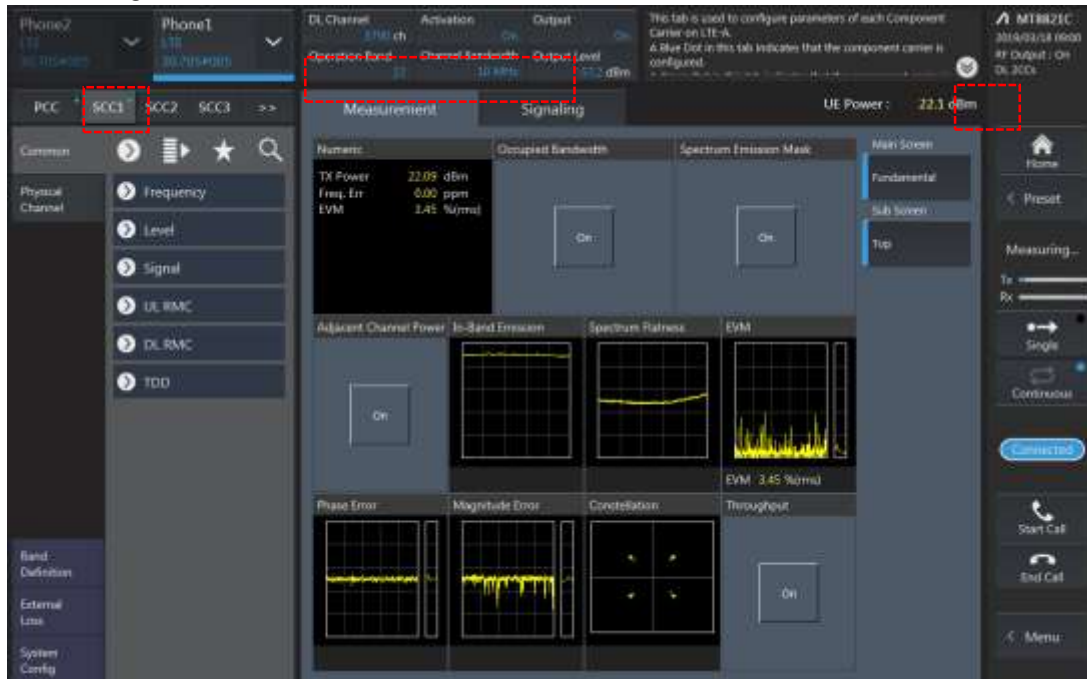 Phone2
LTE
30.70S#005
Phone1
LTE
30.70S#005
DL Channel
Activation
Output
ch
On
On
Operation Band
Channel Bandwidth
Output Level
10 MHz
dBm
This tab is used to configure parameters of each Component
Carrier on LTE-A.
A Blue Dot in this tab indicates that the component carrier is
configured.
MT8821C
RF Output : On
DL 2CCs
PCC
SCC1
SCC2
SCC3
>>
Measurement
Signaling
UE Power :
22.1 dBm
Common
Physical
Channel
Frequency
Level
Signal
UL RMC
DL RMC
TDD
Band
Definition
External
Loss
System
Config
Numeric
TX Power 22.09 dBm
Freq. Err 0.00 ppm
EVM 3.45 %(rms)
Occupied Bandwidth
On
Spectrum Emission Mask
On
Main Screen
Fundamental
Sub Screen
Top
Adjacent Channel Power
On
In-Band Emission
Spectrum Flatness
EVM
EVM 3.45 %(rms)
Phase Error
Magnitude Error
Constellation
Throughput
On
Home
< Preset
Measuring...
Tx
Rx
Single
Continuous
Connected
Start Call
End Call
< Menu